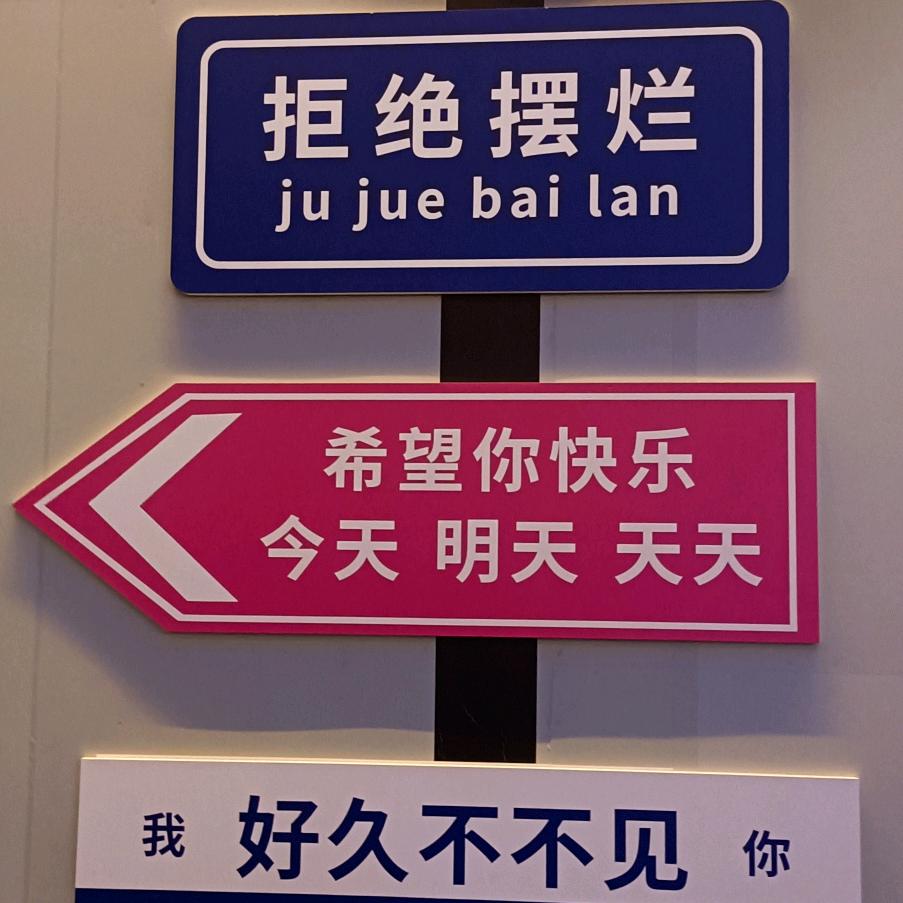 拒绝摆烂
ju jue bai lan
希望你快乐
今天 明天 天天
我 好久不不见 你